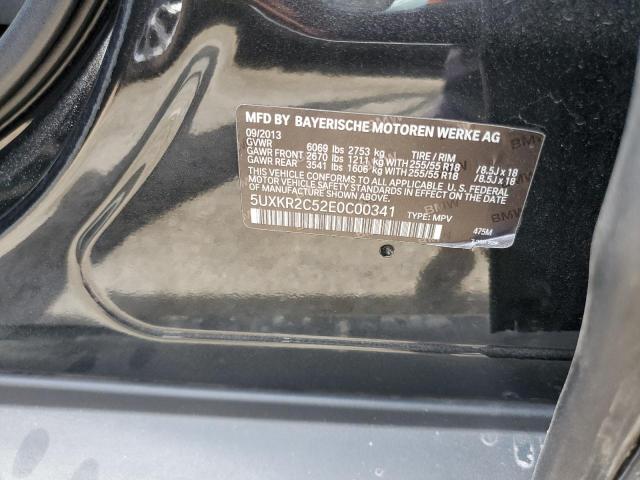 MFD BY BAYERISCHE MOTOREN WERKE AG
09/2013
GVWR 6069 lbs 2753 kg TIRE / RIM
GAWR FRONT 2670 lbs 1211 kg WITH 255/55 R18 /8.5J x 18
GAWR REAR 3541 lbs 1606 kg WITH 255/55 R18 /8.5J x 18
THIS VEHICLE CONFORMS TO ALL APPLICABLE U.S. FEDERAL
MOTOR VEHICLE SAFETY STANDARDS IN EFFECT ON THE
DATE OF MANUFACTURE SHOWN ABOVE.
5UXKR2C52E0C00341 TYPE: MPV 475M